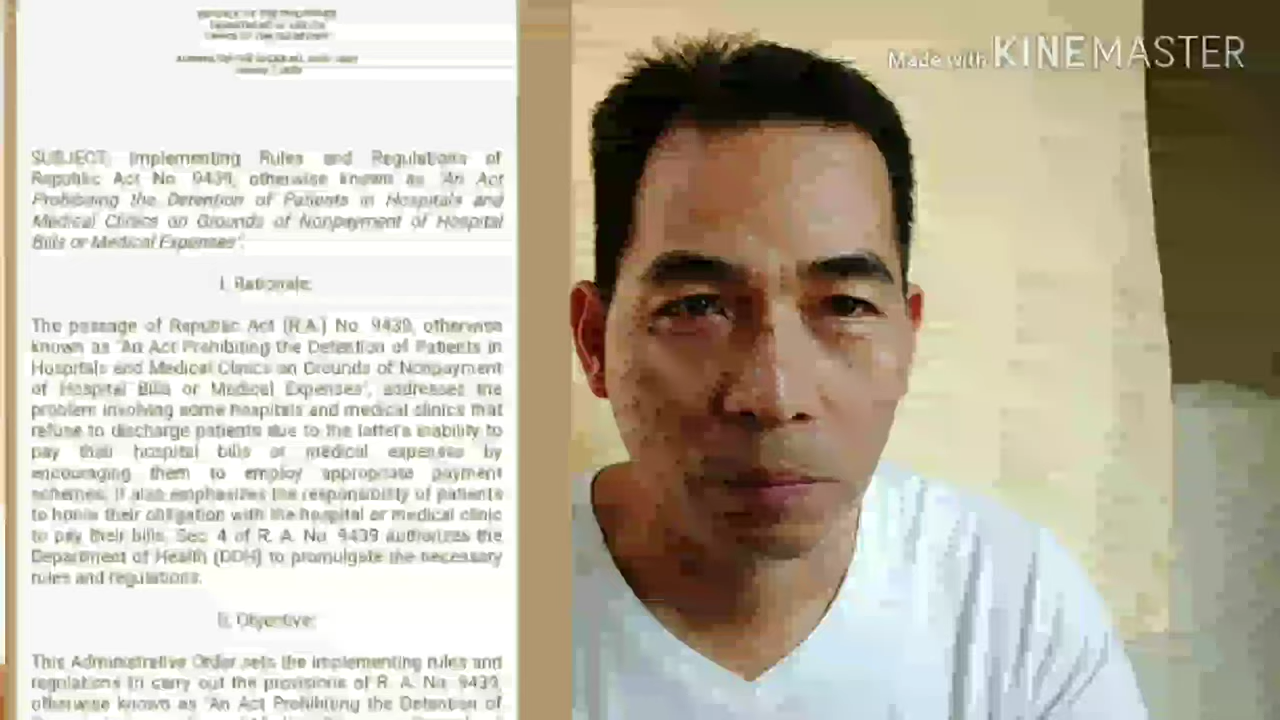 Made with KINEMASTER
SUBJECT: Implementing Rules and Regulations of
Republic Act No. 9439, otherwise known as "An Act
Prohibiting the Detention of Patients in Hospitals and
Medical Clinics on Grounds of Nonpayment of Hospital
Bills or Medical Expenses".
I. Rationale:
The passage of Republic Act (R.A.) No. 9439, otherwise
known as "An Act Prohibiting the Detention of Patients in
Hospitals and Medical Clinics on Grounds of Nonpayment
of Hospital Bills or Medical Expenses", addresses the
problem involving some hospitals and medical clinics that
refuse to discharge patients due to the latter's inability to
pay their hospital bills or medical expenses by
encouraging them to employ appropriate payment
schemes. It also emphasizes the responsibility of patients
to honor their obligation with the hospital or medical clinic
to pay their bills. Sec. 4 of R. A. No. 9439 authorizes the
Department of Health (DOH) to promulgate the necessary
rules and regulations.
II. Objective:
This Administrative Order sets the implementing rules and
regulations to carry out the provisions of R. A. No. 9439,
otherwise known as "An Act Prohibiting the Detention of